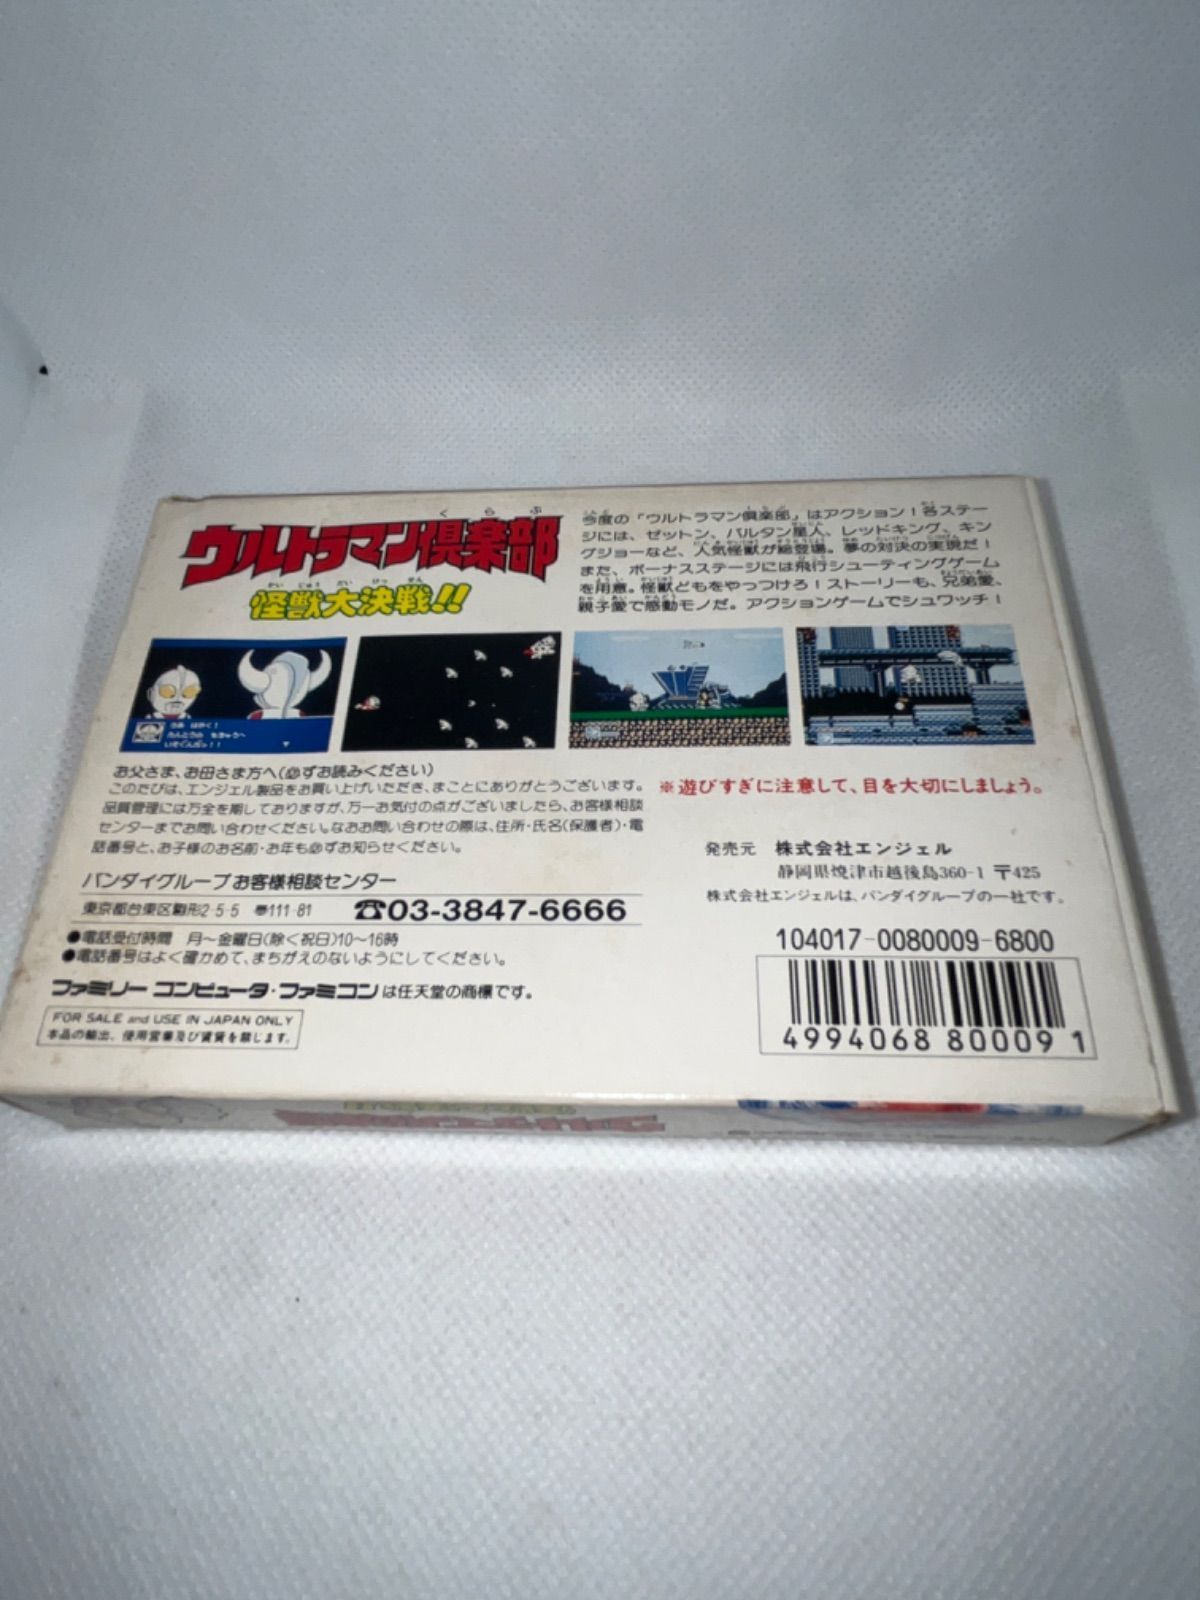 くらぶ
ウルトラマン倶楽部
かいじゅうだいけっせん
怪獣大決戦!!
今度の「ウルトラマン倶楽部」はアクション!各ステー
ジには、ゼットン、バルタン星人、レッドキング、キン
グジョーなど、人気怪獣が総登場。夢の対決の実現だ!
また、ボーナスステージには飛行シューティングゲーム
を用意。怪獣どもをやっつけろ!ストーリーも、兄弟愛、
親子愛で感動モノだ。アクションゲームでシュワッチ!
お父さま、お母さま方へ(必ずお読みください)
このたびは、エンジェル製品をお買い上げいただき、まことにありがとうございます。
品質管理には万全を期しておりますが、万一お気付の点がございましたら、お客様相談
センターまでお問い合わせください。なおお問い合わせの際は、住所・氏名(保護者)・電
話番号と、お子様のお名前・お年も必ずお知らせください。
バンダイグループお客様相談センター
東京都台東区駒形2-5-5 〠111-81 ☎03-3847-6666
●電話受付時間 月〜金曜日(除く祝日)10〜16時
●電話番号はよく確かめて、まちがえのないようにしてください。
ファミリー コンピュータ・ファミコンは任天堂の商標です。
FOR SALE and USE IN JAPAN ONLY
本品の輸出、使用営業及び賃貸を禁じます。
※遊びすぎに注意して、目を大切にしましょう。
発売元 株式会社エンジェル
静岡県焼津市越後島360-1 〒425
株式会社エンジェルは、バンダイグループの一社です。
104017-0080009-6800
4994068 80009 1